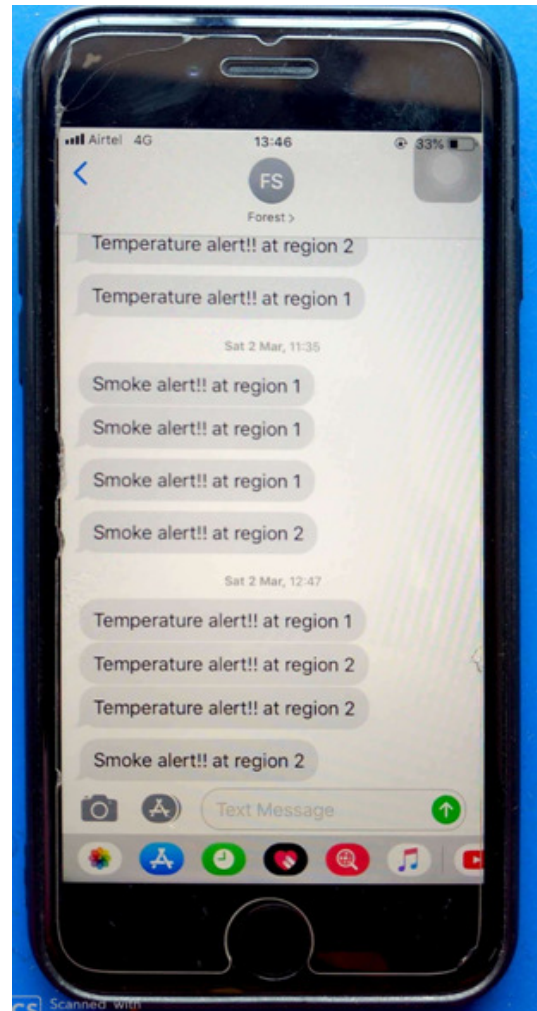 Airtel 4G 13:46 33%
FS
Forest >
Temperature alert!! at region 2
Temperature alert!! at region 1
Sat 2 Mar, 11:35
Smoke alert!! at region 1
Smoke alert!! at region 1
Smoke alert!! at region 1
Smoke alert!! at region 2
Sat 2 Mar, 12:47
Temperature alert!! at region 1
Temperature alert!! at region 2
Temperature alert!! at region 2
Smoke alert!! at region 2
Text Message
CS Scanned with